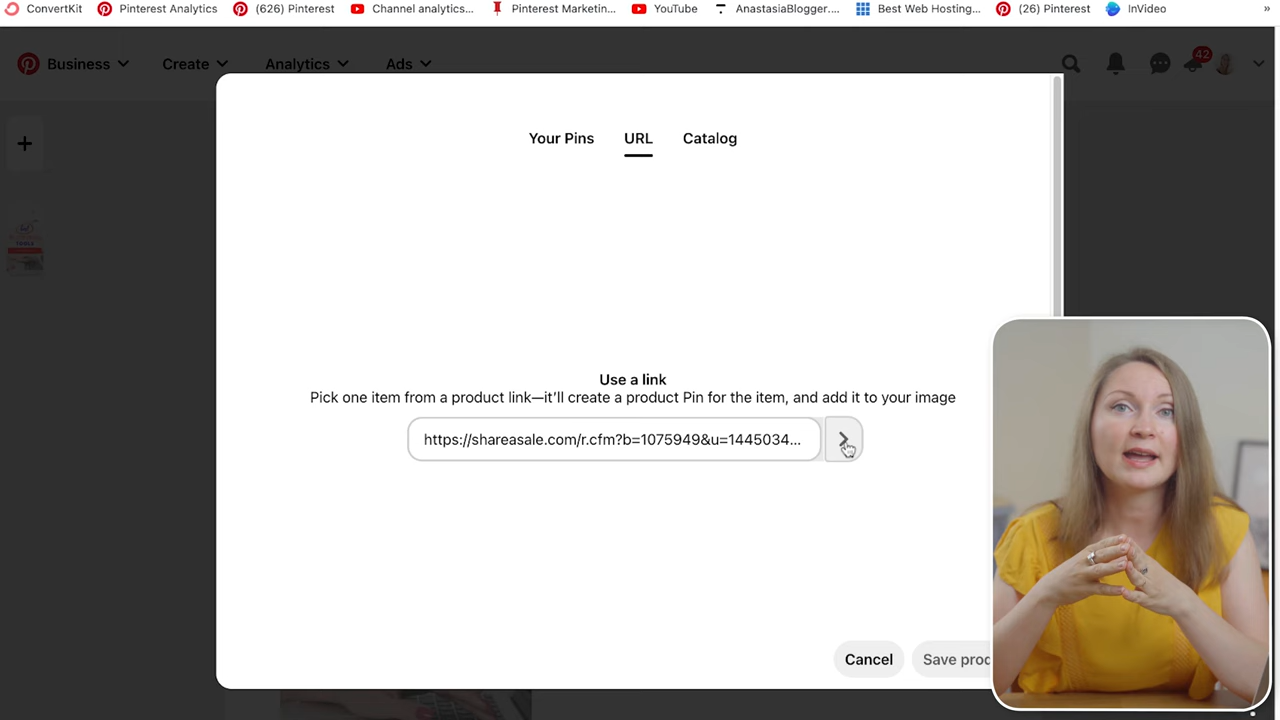 ConvertKit Pinterest Analytics (626) Pinterest Channel analytics... Pinterest Marketin... YouTube AnastasiaBlogger.... Best Web Hosting... (26) Pinterest InVideo »
Business Create Analytics Ads 42
Your Pins URL Catalog
Use a link
Pick one item from a product link—it'll create a product Pin for the item, and add it to your image
https://shareasale.com/r.cfm?b=1075949&u=1445034...
Cancel Save prod